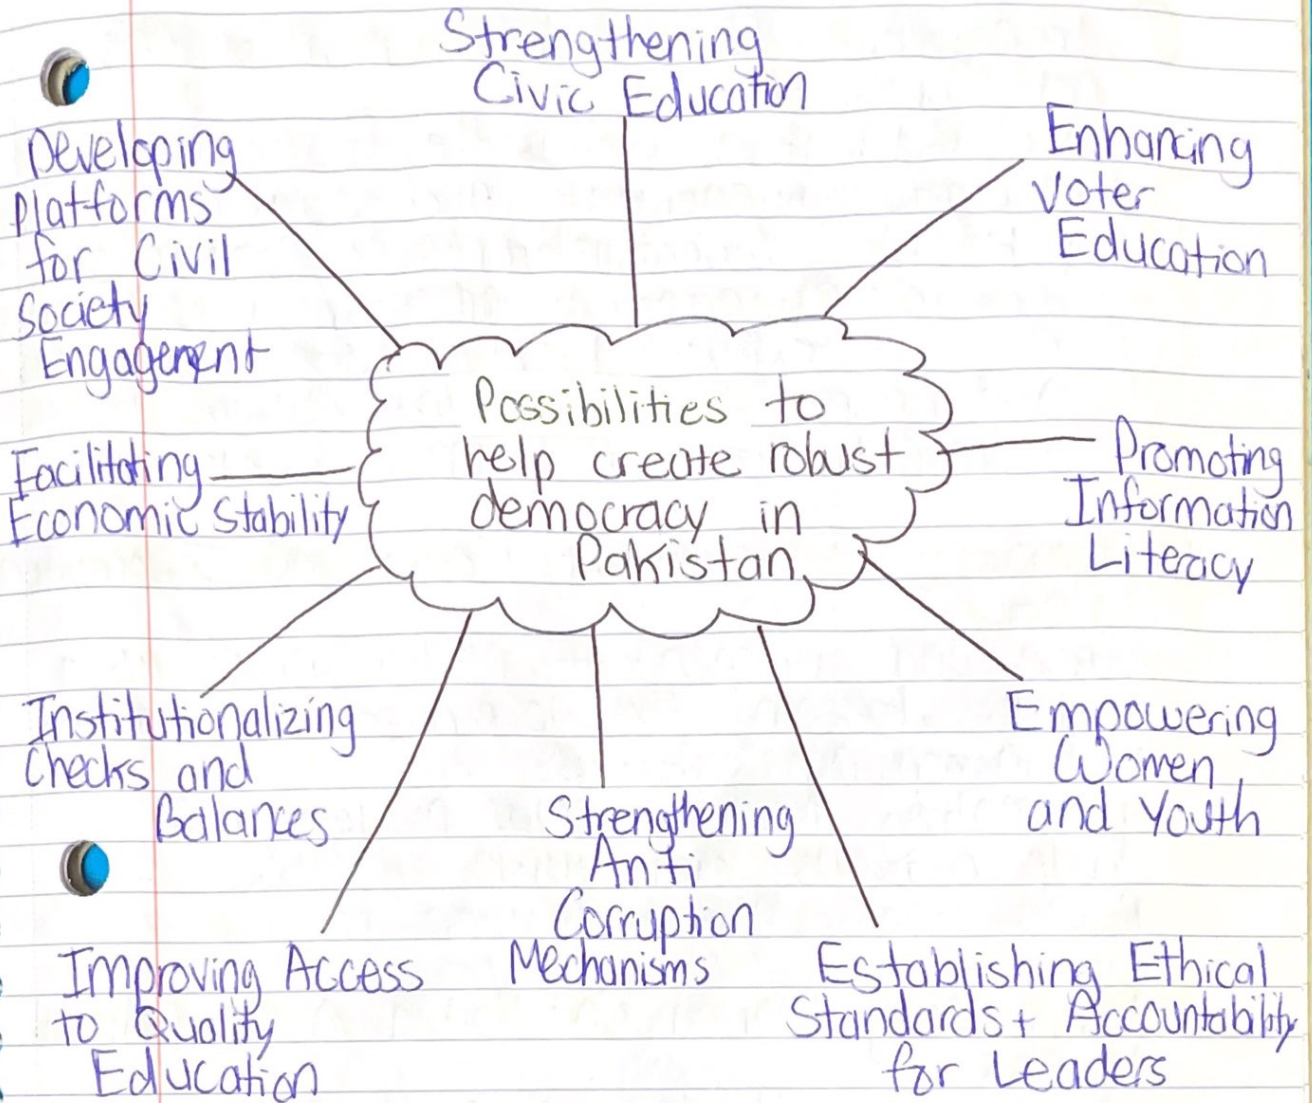 Strengthening
Civic Education
Enhancing
Voter
Education
Promoting
Information
Literacy
Empowering
Women
and Youth
Establishing Ethical
Standards + Accountability
for Leaders
Strengthening
Anti
Corruption
Mechanisms
Improving Access
to Quality
Education
Institutionalizing
Checks and
Balances
Facilitating
Economic Stability
Developing
Platforms
for Civil
Society
Engagement
Possibilities to
help create robust
democracy in
Pakistan